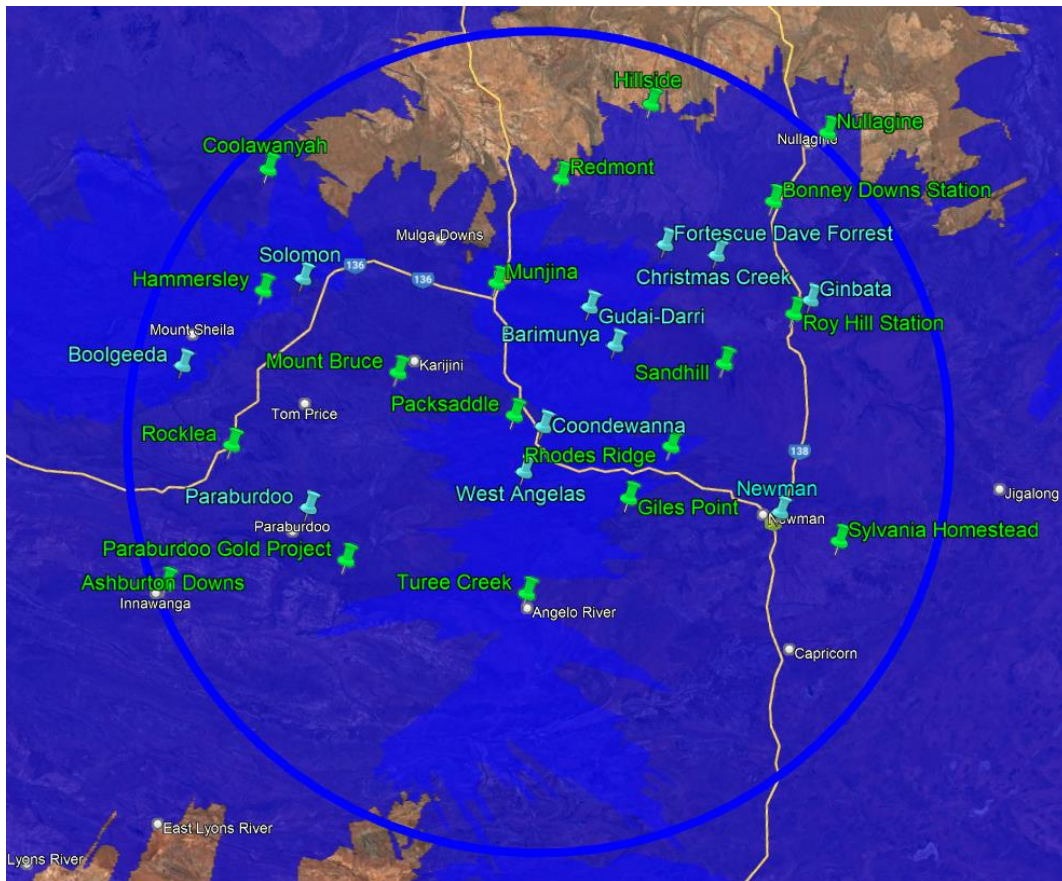 Hillside
Nullagine
Nullagine
Coolawanyah
Redmont
Bonney Downs Station
Mulga Downs
Fortescue Dave Forrest
Solomon
136
136
Christmas Creek
Hammersley
Munjina
Ginbata
Gudai-Darri
Roy Hill Station
Mount Sheila
Barimunya
Boolgeeda
Mount Bruce
Karijini
Sandhill
Tom Price
Packsaddle
Coondewanna
Rocklea
Rhodes Ridge
138
West Angelas
Newman
Jigalong
Paraburdoo
Giles Point
Newman
Paraburdoo
Sylvania Homestead
Paraburdoo Gold Project
Ashburton Downs
Turee Creek
Innawanga
Angelo River
Capricorn
East Lyons River
Lyons River